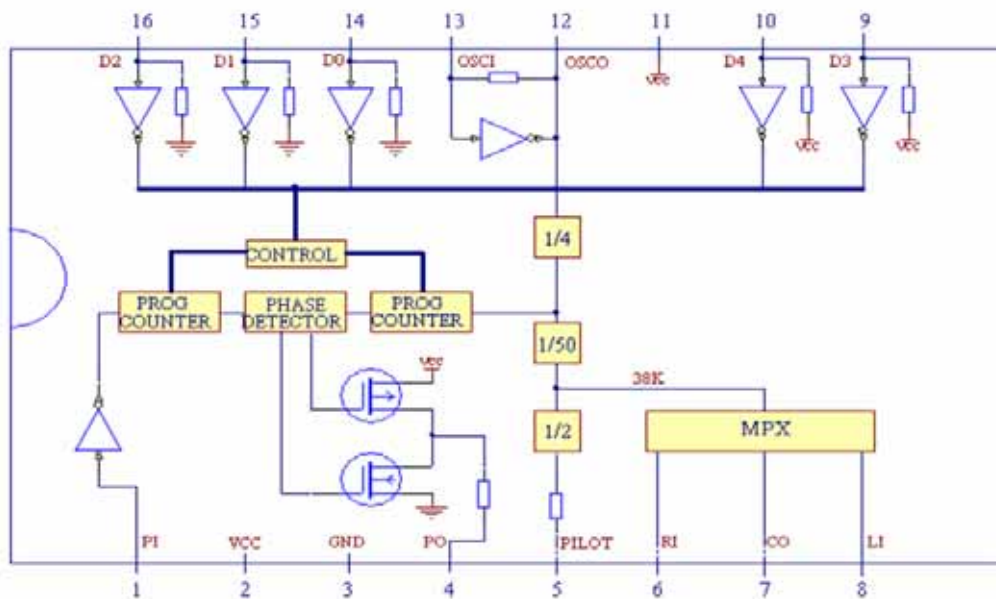 16 15 14 13 12 11 10 9
D2 D1 D0 OSCI OSCO Vcc D4 D3
Vcc Vcc
1/4
CONTROL
PROG COUNTER
PHASE DETECTOR
PROG COUNTER
1/50
Vcc
38K
1/2
MPX
PI VCC GND PO PILOT RI CO LI
1 2 3 4 5 6 7 8